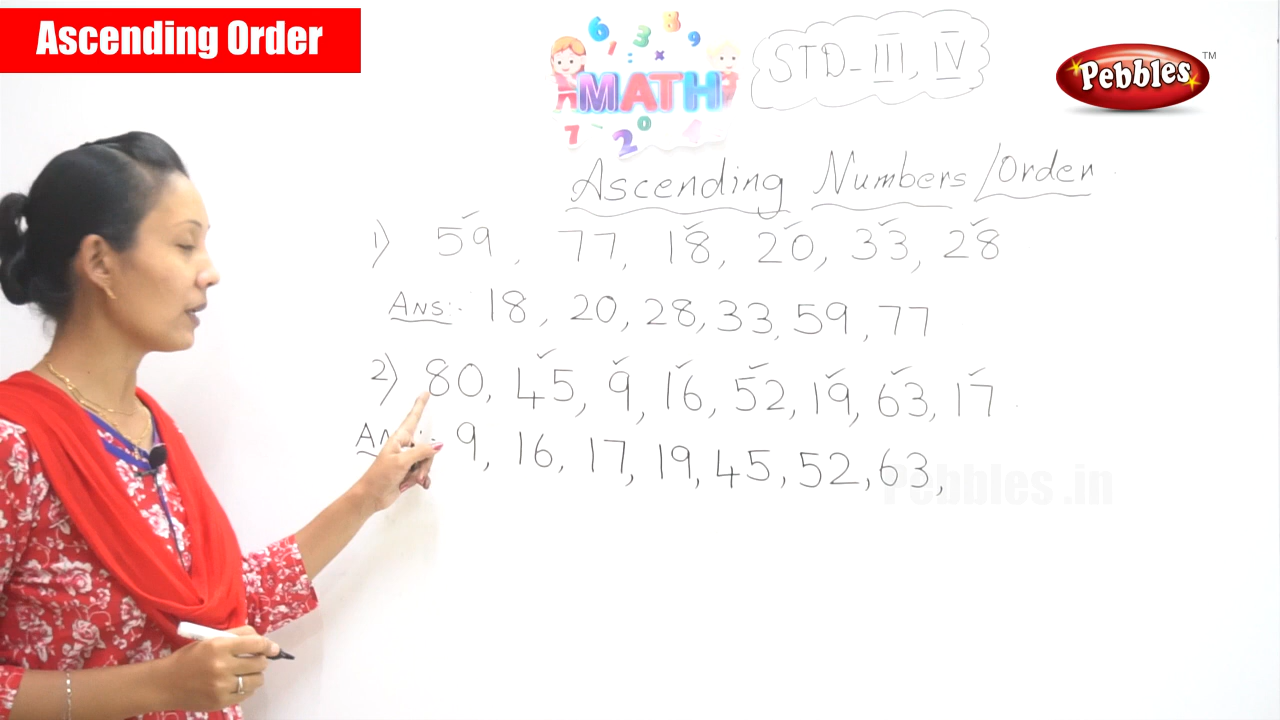 Ascending Order
MATH
STD-III, IV
Pebbles™
Ascending Numbers/Order
1) 59, 77, 18, 20, 33, 28
Ans:- 18, 20, 28, 33, 59, 77
2) 80, 45, 9, 16, 52, 19, 63, 17
9, 16, 17, 19, 45, 52, 63,
Pebbles.in